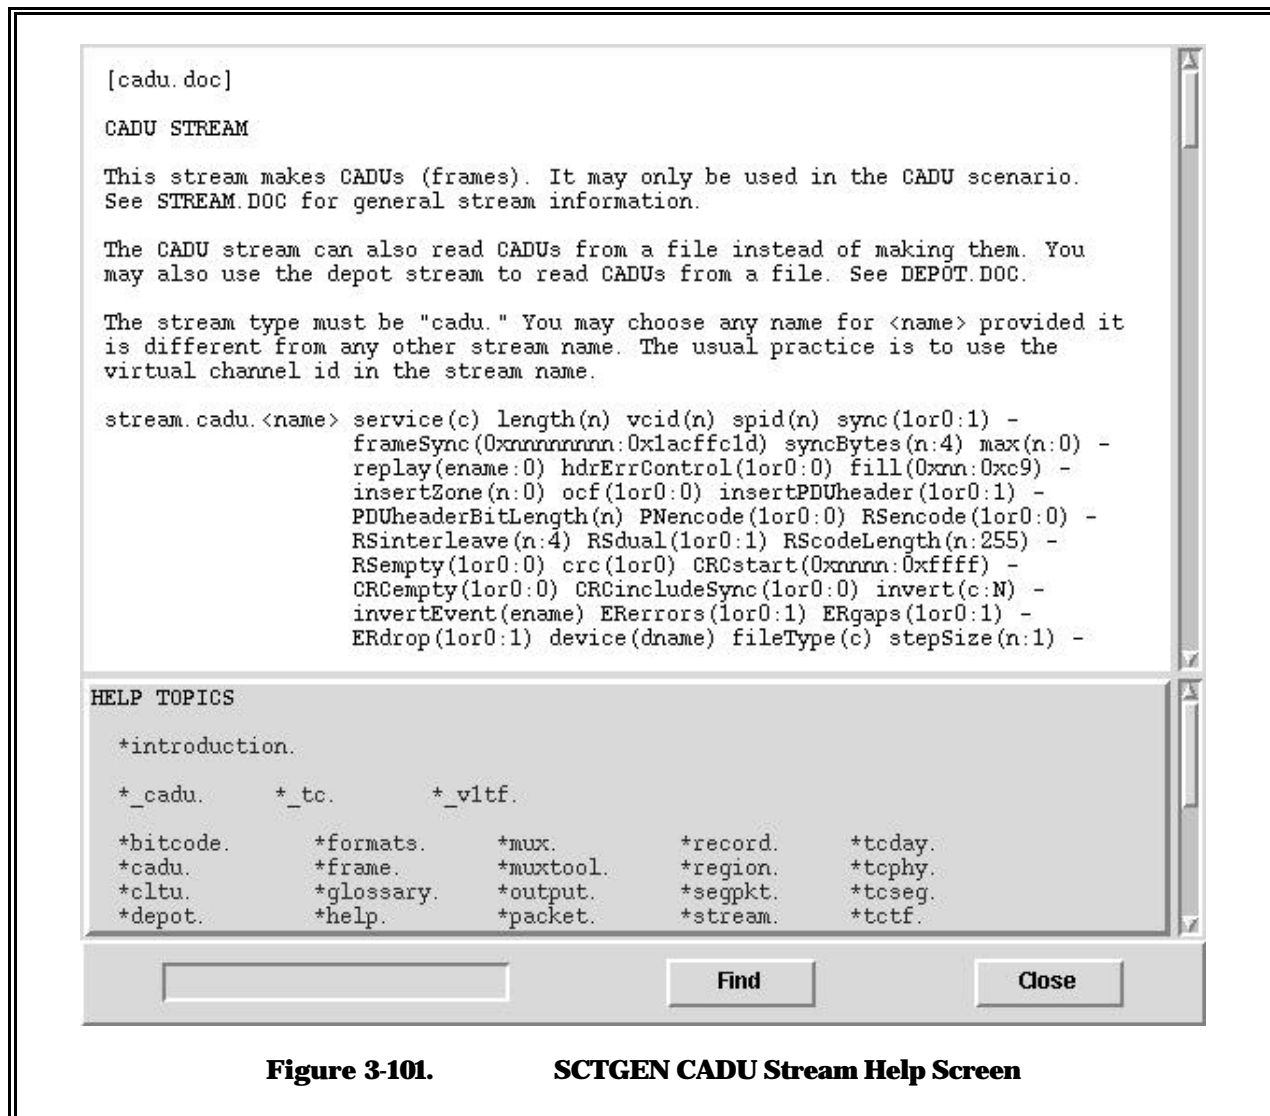 [cadu.doc]
CADU STREAM
This stream makes CADUs (frames). It may only be used in the CADU scenario.
See STREAM.DOC for general stream information.
The CADU stream can also read CADUs from a file instead of making them. You
may also use the depot stream to read CADUs from a file. See DEPOT.DOC.
The stream type must be "cadu." You may choose any name for <name> provided it
is different from any other stream name. The usual practice is to use the
virtual channel id in the stream name.
stream.cadu.<name> service(c) length(n) vcid(n) spid(n) sync(1or0:1) -
frameSync(0xnnnnnnnn:0x1acffc1d) syncBytes(n:4) max(n:0) -
replay(ename:0) hdrErrControl(1or0:0) fill(0xnn:0xc9) -
insertZone(n:0) ocf(1or0:0) insertPDUheader(1or0:1) -
PDUheaderBitLength(n) PNencode(1or0:0) RSencode(1or0:0) -
RSinterleave(n:4) RSdual(1or0:1) RScodeLength(n:255) -
RSempty(1or0:0) crc(1or0) CRCstart(0xnnnn:0xffff) -
CRCempty(1or0:0) CRCincludeSync(1or0:0) invert(c:N) -
invertEvent(ename) ERerrors(1or0:1) ERgaps(1or0:1) -
ERdrop(1or0:1) device(dname) fileType(c) stepSize(n:1) -
HELP TOPICS
*introduction.
*_cadu. *_tc. *_v1tf.
*bitcode. *formats. *mux. *record. *tcday.
*cadu. *frame. *muxtool. *region. *tcphy.
*cltu. *glossary. *output. *segpkt. *tcseg.
*depot. *help. *packet. *stream. *tctf.
Find Close
Figure 3-101. SCTGEN CADU Stream Help Screen